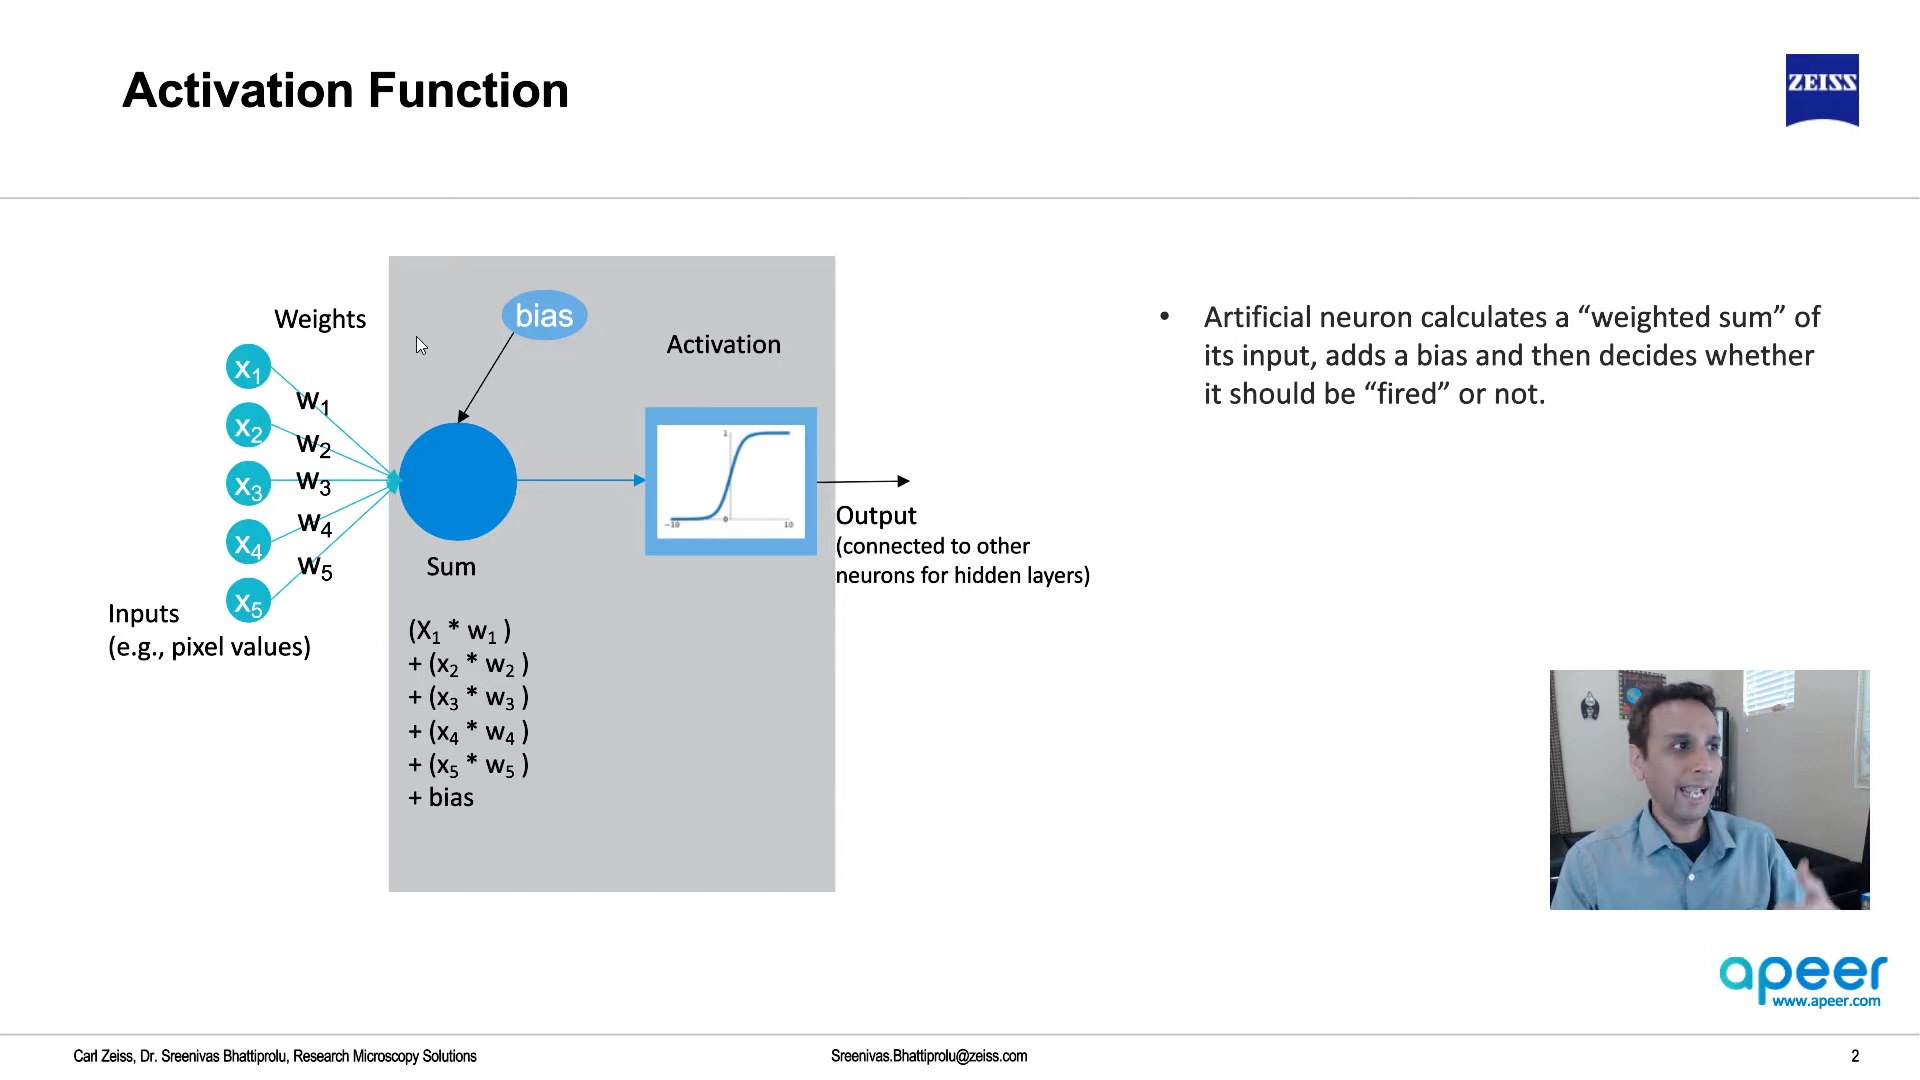 Activation Function
ZEISS
Weights
bias
Activation
x1
w1
x2
w2
x3
w3
x4
w4
x5
w5
1
0
-10
10
Sum
Inputs
(e.g., pixel values)
Output
(connected to other
neurons for hidden layers)
(X1 * w1 )
+ (x2 * w2 )
+ (x3 * w3 )
+ (x4 * w4 )
+ (x5 * w5 )
+ bias
• Artificial neuron calculates a “weighted sum” of
its input, adds a bias and then decides whether
it should be “fired” or not.
apeer
www.apeer.com
Carl Zeiss, Dr. Sreenivas Bhattiprolu, Research Microscopy Solutions
Sreenivas.Bhattiprolu@zeiss.com
2